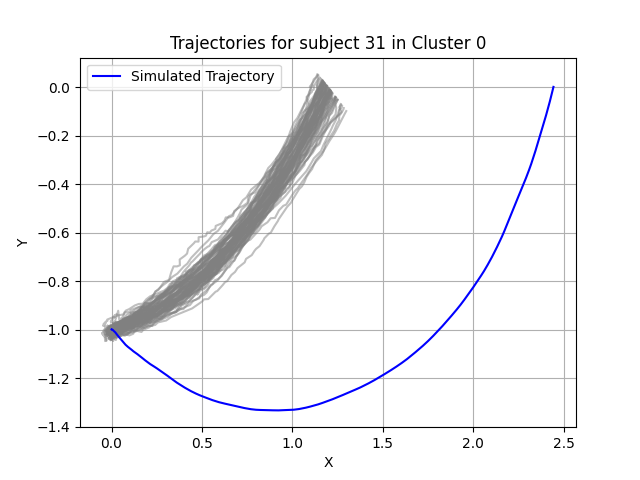 Trajectories for subject 31 in Cluster 0
Simulated Trajectory
0.0
−0.2
−0.4
−0.6
−0.8
−1.0
−1.2
−1.4
Y
0.0 0.5 1.0 1.5 2.0 2.5
X